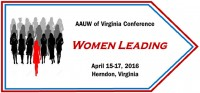 AAUW of Virginia Conference
WOMEN LEADING
April 15-17, 2016
Herndon, Virginia